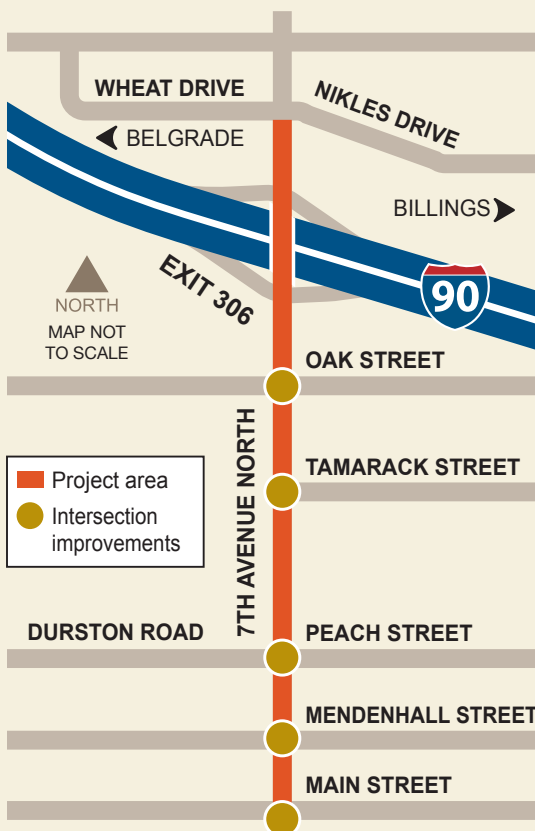 WHEAT DRIVE
NIKLES DRIVE
BELGRADE
BILLINGS
EXIT 306
90
NORTH
MAP NOT
TO SCALE
OAK STREET
7TH AVENUE NORTH
TAMARACK STREET
Project area
Intersection
improvements
DURSTON ROAD
PEACH STREET
MENDENHALL STREET
MAIN STREET